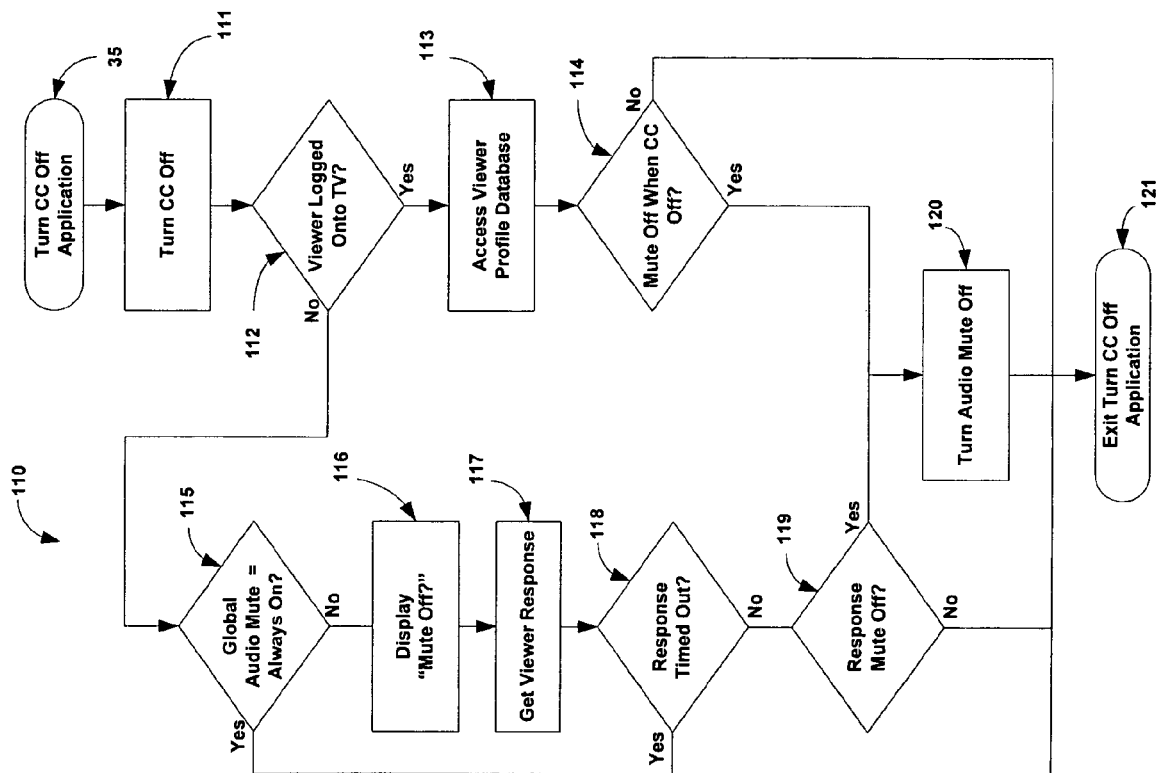 110
Turn CC Off
Application
35
Turn CC Off
111
Viewer Logged
Onto TV?
112
No
Yes
Access Viewer
Profile Database
113
Mute Off When CC
Off?
114
No
Yes
Global
Audio Mute =
Always On?
115
Yes
No
Display
“Mute Off?”
116
Get Viewer Response
117
Response
Timed Out?
118
Yes
No
Response
Mute Off?
119
Yes
No
Turn Audio Mute Off
120
Exit Turn CC Off
Application
121